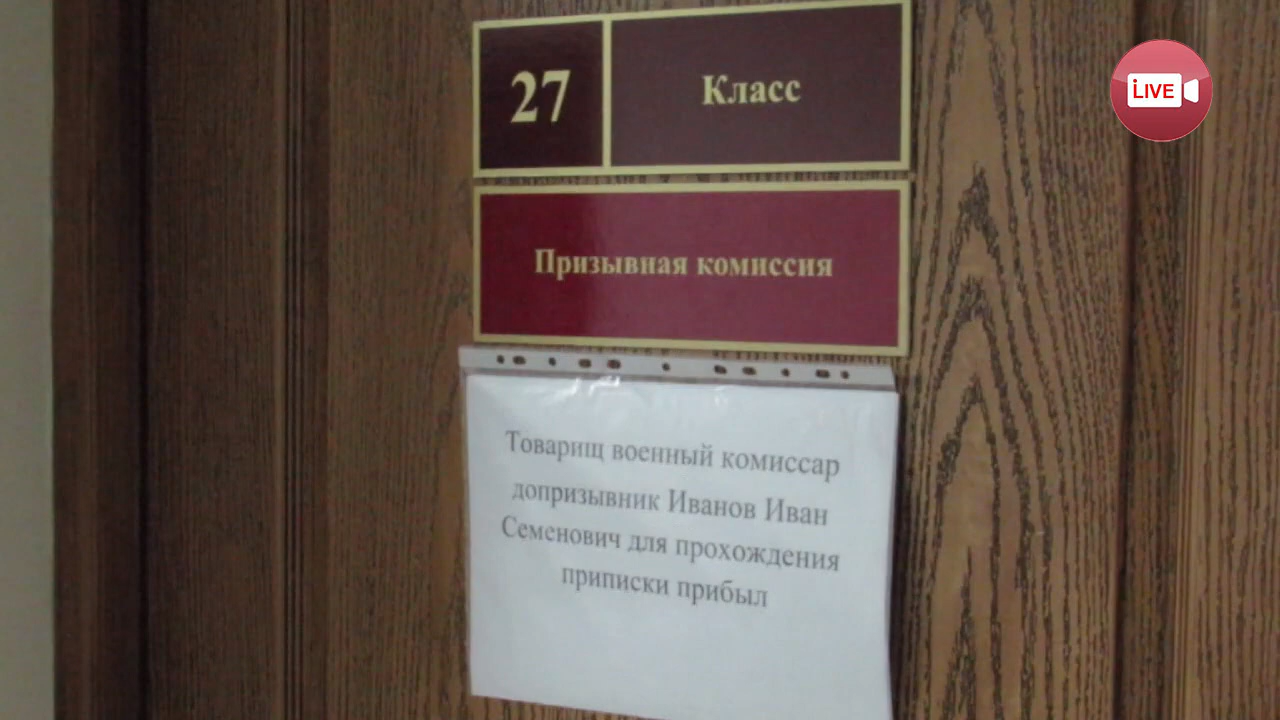 LIVE
27
Класс
Призывная комиссия
Товарищ военный комиссар
допризывник Иванов Иван
Семенович для прохождения
приписки прибыл